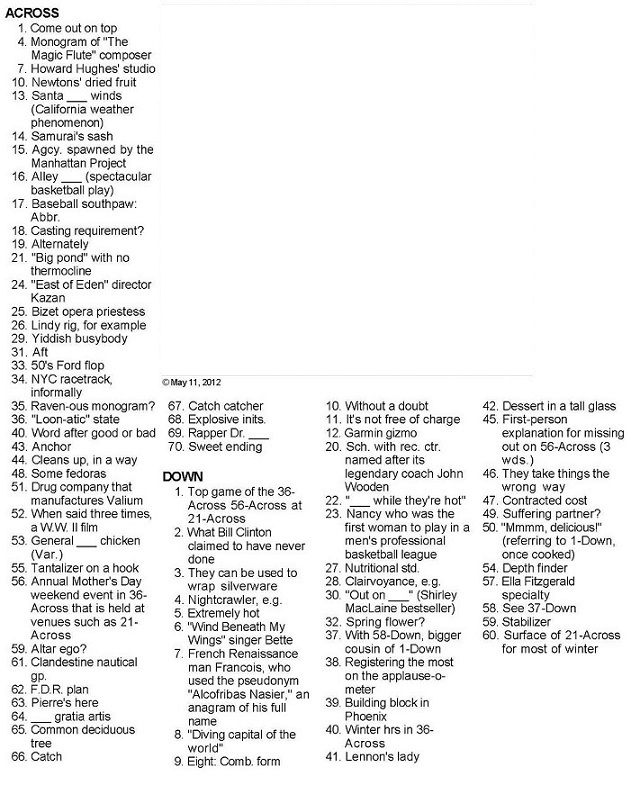 ACROSS
1. Come out on top
4. Monogram of "The
Magic Flute" composer
7. Howard Hughes' studio
10. Newtons' dried fruit
13. Santa ___ winds
(California weather
phenomenon)
14. Samurai's sash
15. Agcy. spawned by the
Manhattan Project
16. Alley ___ (spectacular
basketball play)
17. Baseball southpaw:
Abbr.
18. Casting requirement?
19. Alternately
21. "Big pond" with no
thermocline
24. "East of Eden" director
Kazan
25. Bizet opera priestess
26. Lindy rig, for example
29. Yiddish busybody
31. Aft
33. 50's Ford flop
34. NYC racetrack,
informally
35. Raven-ous monogram?
36. "Loon-atic" state
40. Word after good or bad
43. Anchor
44. Cleans up, in a way
48. Some fedoras
51. Drug company that
manufactures Valium
52. When said three times,
a W.W. II film
53. General ___ chicken
(Var.)
55. Tantalizer on a hook
56. Annual Mother's Day
weekend event in 36-
Across that is held at
venues such as 21-
Across
59. Altar ego?
61. Clandestine nautical
gp.
62. F.D.R. plan
63. Pierre's here
64. ___ gratia artis
65. Common deciduous
tree
66. Catch
© May 11, 2012
67. Catch catcher
68. Explosive inits.
69. Rapper Dr. ___
70. Sweet ending
DOWN
1. Top game of the 36-
Across 56-Across at
21-Across
2. What Bill Clinton
claimed to have never
done
3. They can be used to
wrap silverware
4. Nightcrawler, e.g.
5. Extremely hot
6. "Wind Beneath My
Wings" singer Bette
7. French Renaissance
man Francois, who
used the pseudonym
"Alcofribas Nasier," an
anagram of his full
name
8. "Diving capital of the
world"
9. Eight: Comb. form
10. Without a doubt
11. It's not free of charge
12. Garmin gizmo
20. Sch. with rec. ctr.
named after its
legendary coach John
Wooden
22. "___ while they're hot"
23. Nancy who was the
first woman to play in a
men's professional
basketball league
27. Nutritional std.
28. Clairvoyance, e.g.
30. "Out on ___" (Shirley
MacLaine bestseller)
32. Spring flower?
37. With 58-Down, bigger
cousin of 1-Down
38. Registering the most
on the applause-o-
meter
39. Building block in
Phoenix
40. Winter hrs in 36-
Across
41. Lennon's lady
42. Dessert in a tall glass
45. First-person
explanation for missing
out on 56-Across (3
wds.)
46. They take things the
wrong way
47. Contracted cost
49. Suffering partner?
50. "Mmmm, delicious!"
(referring to 1-Down,
once cooked)
54. Depth finder
57. Ella Fitzgerald
specialty
58. See 37-Down
59. Stabilizer
60. Surface of 21-Across
for most of winter